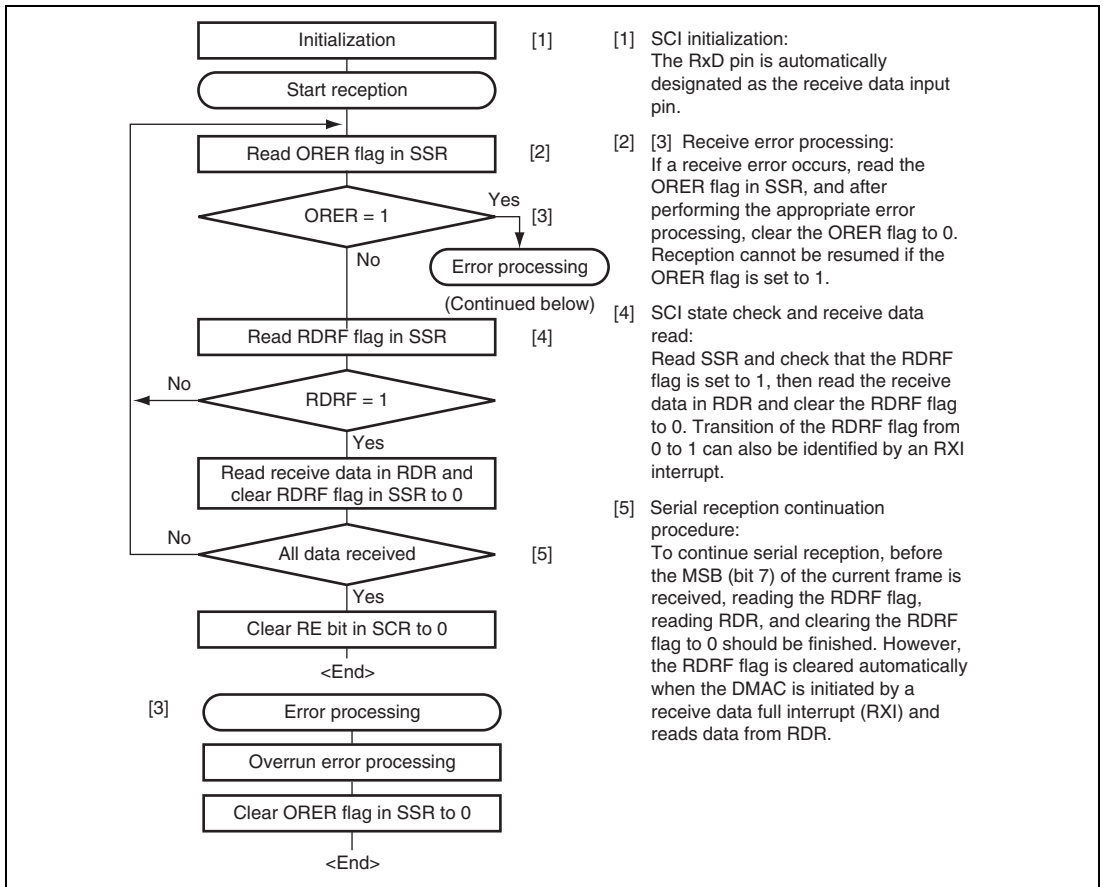 Initialization [1]
Start reception
Read ORER flag in SSR [2]
ORER = 1
Yes
[3]
No
Error processing
(Continued below)
Read RDRF flag in SSR [4]
No
RDRF = 1
Yes
Read receive data in RDR and
clear RDRF flag in SSR to 0
No
All data received [5]
Yes
Clear RE bit in SCR to 0
<End>
[3] Error processing
Overrun error processing
Clear ORER flag in SSR to 0
<End>
[1] SCI initialization:
The RxD pin is automatically
designated as the receive data input
pin.
[2] [3] Receive error processing:
If a receive error occurs, read the
ORER flag in SSR, and after
performing the appropriate error
processing, clear the ORER flag to 0.
Reception cannot be resumed if the
ORER flag is set to 1.
[4] SCI state check and receive data
read:
Read SSR and check that the RDRF
flag is set to 1, then read the receive
data in RDR and clear the RDRF flag
to 0. Transition of the RDRF flag from
0 to 1 can also be identified by an RXI
interrupt.
[5] Serial reception continuation
procedure:
To continue serial reception, before
the MSB (bit 7) of the current frame is
received, reading the RDRF flag,
reading RDR, and clearing the RDRF
flag to 0 should be finished. However,
the RDRF flag is cleared automatically
when the DMAC is initiated by a
receive data full interrupt (RXI) and
reads data from RDR.